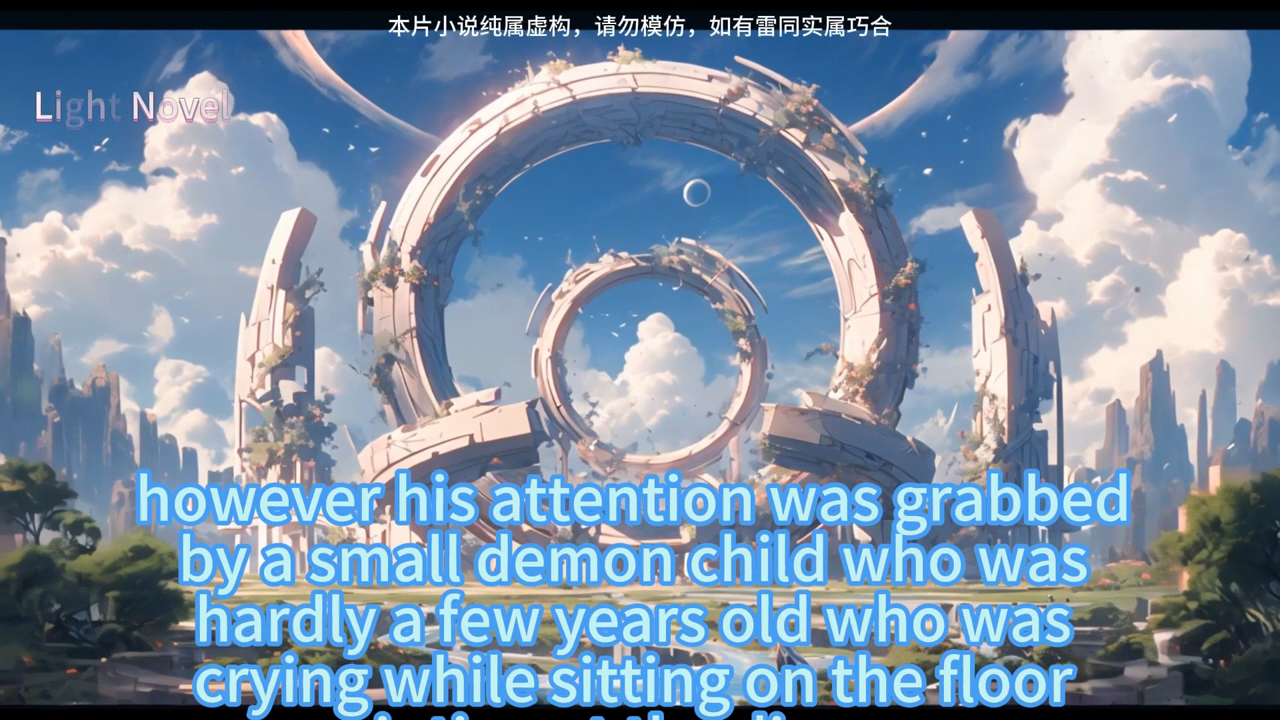 本片小说纯属虚构，请勿模仿，如有雷同实属巧合
Light Novel
however his attention was grabbed
by a small demon child who was
hardly a few years old who was
crying while sitting on the floor